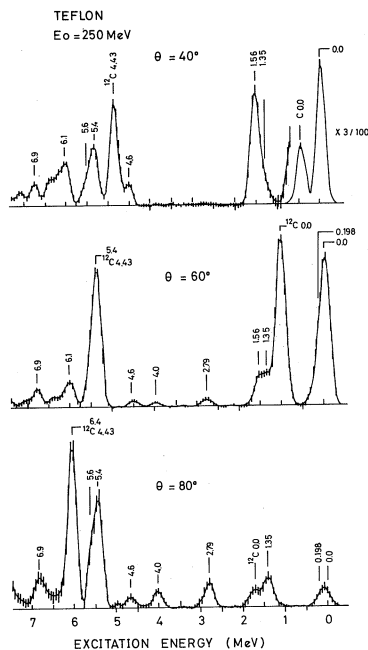 TEFLON
Eo = 250 MeV
θ = 40°
6.9
6.1
5.6
5.4
¹²C 4,43
4.6
1.56
1.35
C 0.0
0.0
X 3/100
θ = 60°
6.9
6.1
5.4
¹²C 4,43
4.6
4.0
2.79
1.56
1.35
¹²C 0.0
0.198
0.0
θ = 80°
6.9
6.4
¹²C 4,43
5.6
5.4
4.6
4.0
2.79
¹²C 0.0
1.35
0.198
0.0
7 6 5 4 3 2 1 0
EXCITATION ENERGY (MeV)